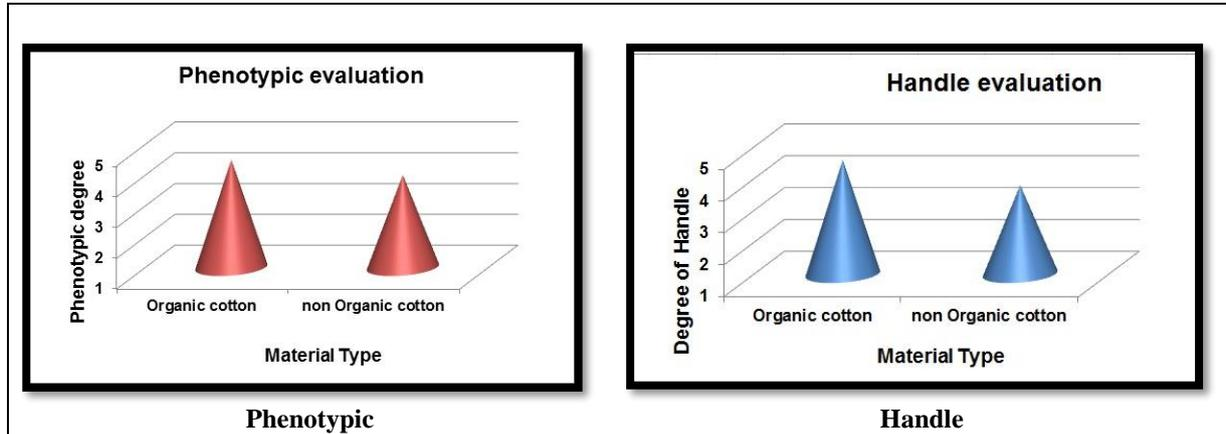 Phenotypic evaluation
Phenotypic degree
5
4
3
2
1
Organic cotton
non Organic cotton
Material Type
Phenotypic
Handle evaluation
Degree of Handle
5
4
3
2
1
Organic cotton
non Organic cotton
Material Type
Handle